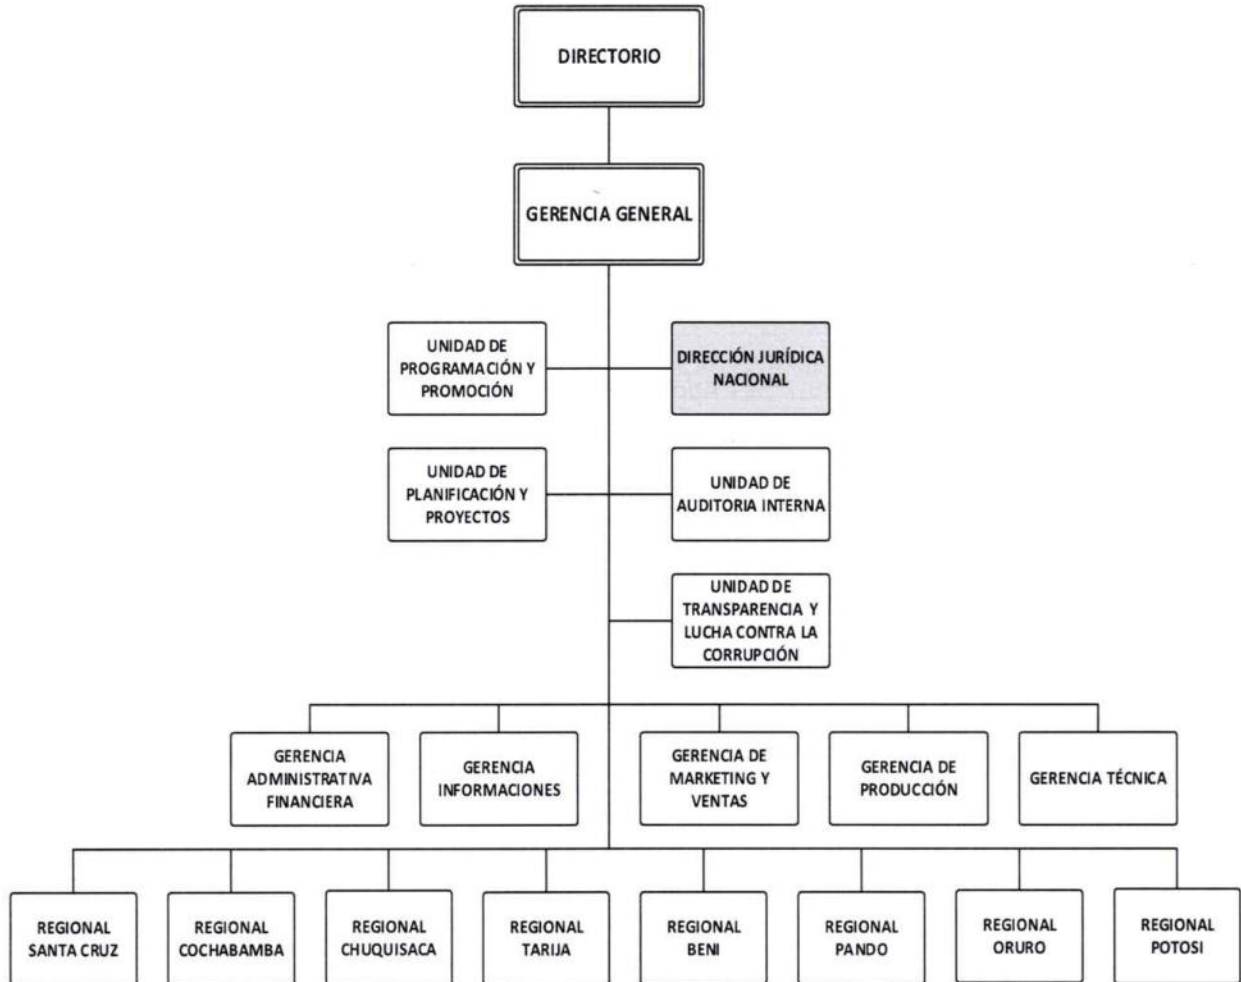 DIRECTORIO
GERENCIA GENERAL
UNIDAD DE
PROGRAMACIÓN Y
PROMOCIÓN
DIRECCIÓN JURÍDICA
NACIONAL
UNIDAD DE
PLANIFICACIÓN Y
PROYECTOS
UNIDAD DE
AUDITORIA INTERNA
UNIDAD DE
TRANSPARENCIA Y
LUCHA CONTRA LA
CORRUPCIÓN
GERENCIA
ADMINISTRATIVA
FINANCIERA
GERENCIA
INFORMACIONES
GERENCIA DE
MARKETING Y
VENTAS
GERENCIA DE
PRODUCCIÓN
GERENCIA TÉCNICA
REGIONAL
SANTA CRUZ
REGIONAL
COCHABAMBA
REGIONAL
CHUQUISACA
REGIONAL
TARIJA
REGIONAL
BENI
REGIONAL
PANDO
REGIONAL
ORURO
REGIONAL
POTOSI